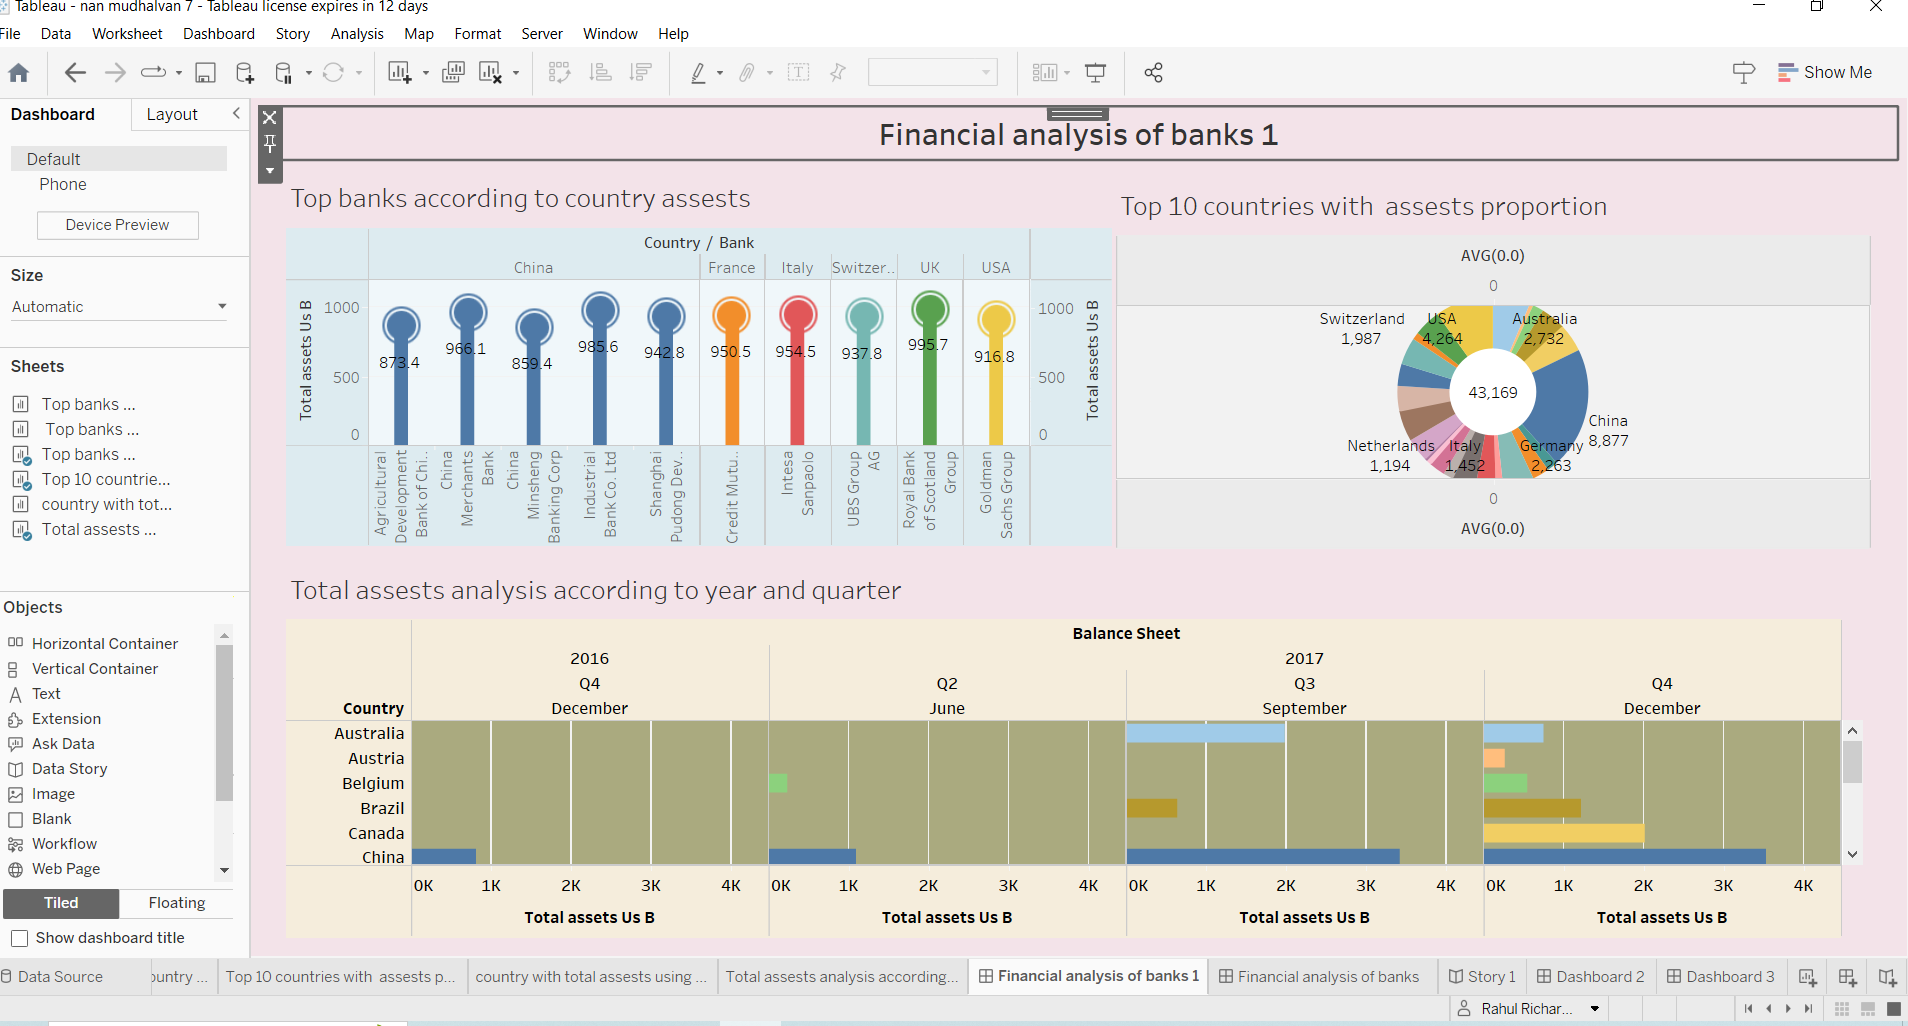 Tableau - nan mudhalvan 7 - Tableau license expires in 12 days
File Data Worksheet Dashboard Story Analysis Map Format Server Window Help
Show Me
Dashboard Layout
Default
Phone
Device Preview
Size
Automatic
Sheets
Top banks ...
Top banks ...
Top banks ...
Top 10 countrie...
country with tot...
Total assests ...
Objects
Horizontal Container
Vertical Container
Text
Extension
Ask Data
Data Story
Image
Blank
Workflow
Web Page
Tiled Floating
Show dashboard title
Financial analysis of banks 1
Top banks according to country assests
Country / Bank
China France Italy Switzer.. UK USA
Total assets Us B
1000
500
0
873.4 966.1 859.4 985.6 942.8 950.5 954.5 937.8 995.7 916.8
1000
500
0
Total assets Us B
Agricultural
Development
Bank of Chi..
China
Merchants
Bank
China
Minsheng
Banking Corp
Industrial
Bank Co. Ltd
Shanghai
Pudong Dev..
Credit Mutu..
Intesa
Sanpaolo
UBS Group
AG
Royal Bank
of Scotland
Group
Goldman
Sachs Group
Top 10 countries with  assests proportion
AVG(0.0)
0
Switzerland
1,987
USA
4,264
Australia
2,732
43,169
China
8,877
Netherlands
1,194
Italy
1,452
Germany
2,263
0
AVG(0.0)
Total assests analysis according to year and quarter
Balance Sheet
2016 2017
Q4 Q2 Q3 Q4
Country December June September December
Australia
Austria
Belgium
Brazil
Canada
China
0K 1K 2K 3K 4K 0K 1K 2K 3K 4K 0K 1K 2K 3K 4K 0K 1K 2K 3K 4K
Total assets Us B Total assets Us B Total assets Us B Total assets Us B
Data Source ountry ... Top 10 countries with  assests p... country with total assests using ... Total assests analysis according... Financial analysis of banks 1 Financial analysis of banks Story 1 Dashboard 2 Dashboard 3
Rahul Richar...